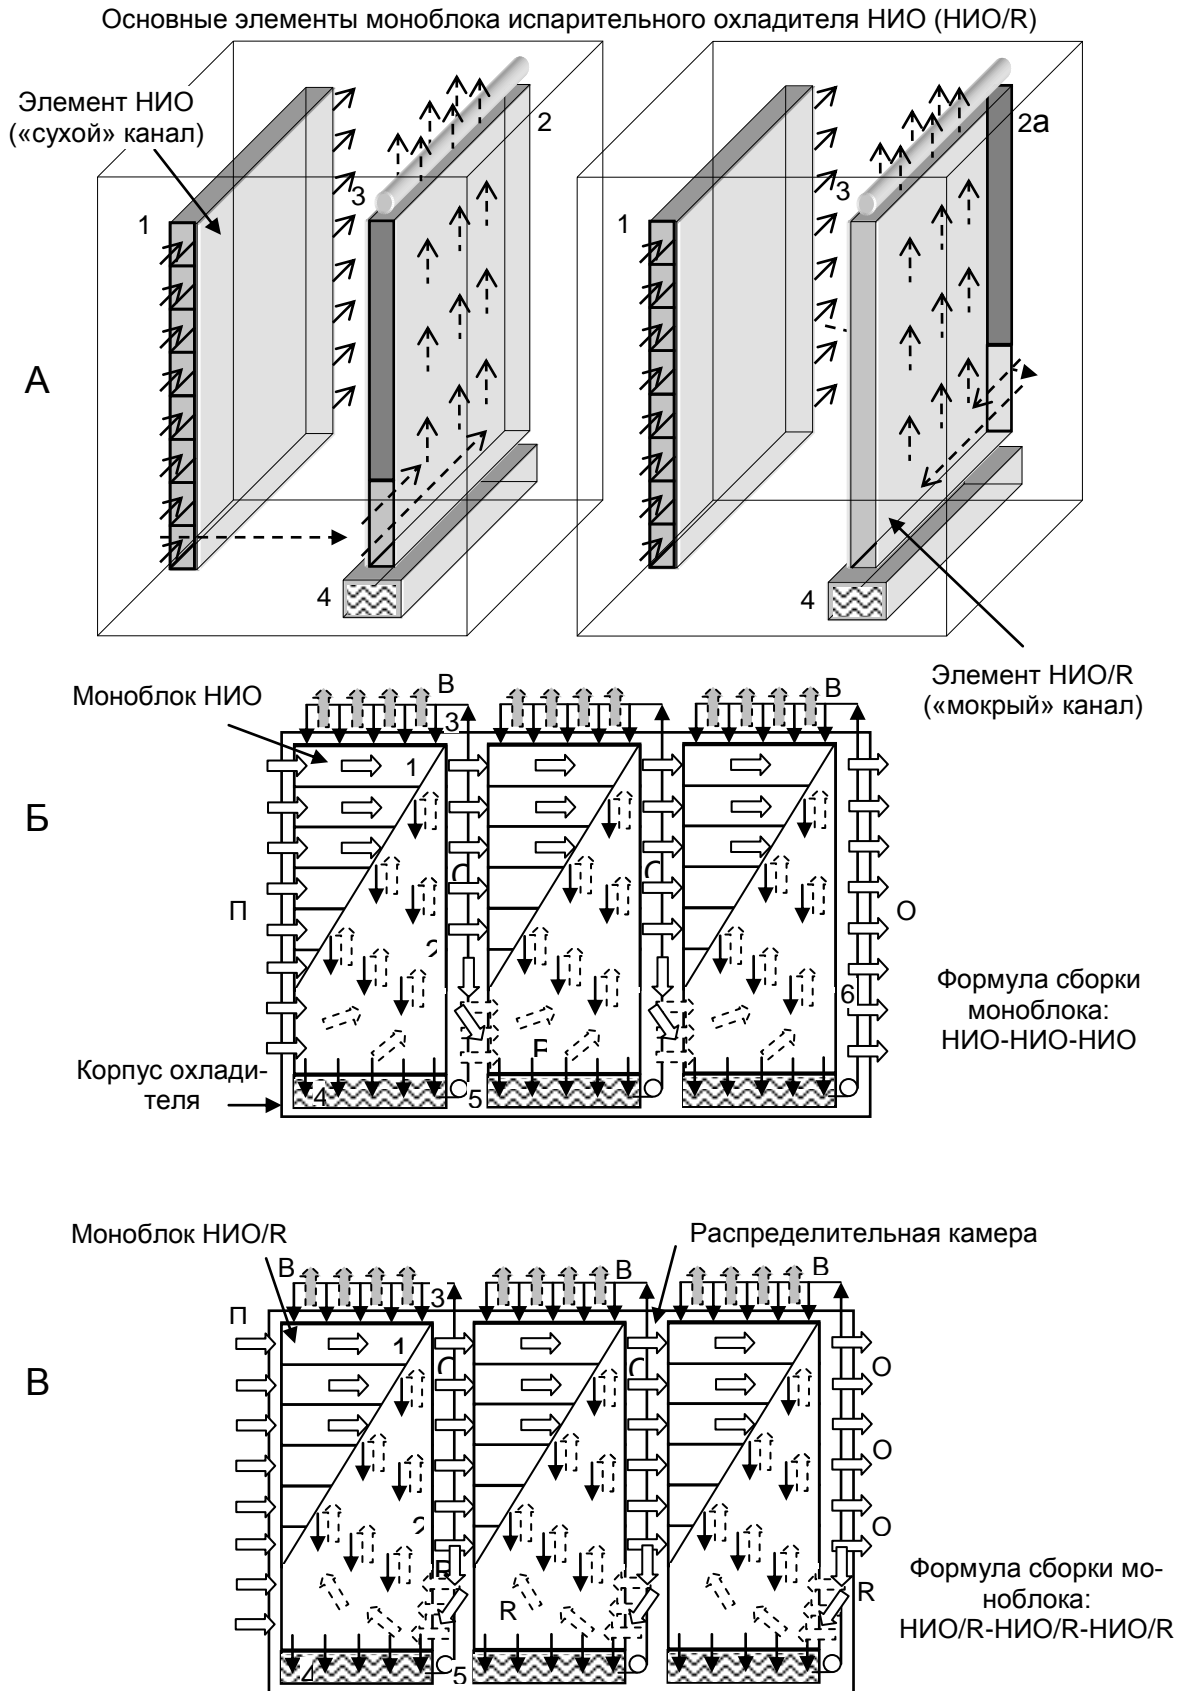 Основные элементы моноблока испарительного охладителя НИО (НИО/R)
Элемент НИО
(«сухой» канал)
1
3
2
4
1
3
2а
4
А
Элемент НИО/R
(«мокрый» канал)
Моноблок НИО
В
В
3
1
Б
П
О
6
Формула сборки
моноблока:
НИО-НИО-НИО
Корпус охлади-
теля
4
5
Моноблок НИО/R
Распределительная камера
В
В
В
3
П
1
О
В
О
О
R
R
4
5
Формула сборки мо-
ноблока:
НИО/R-НИО/R-НИО/R